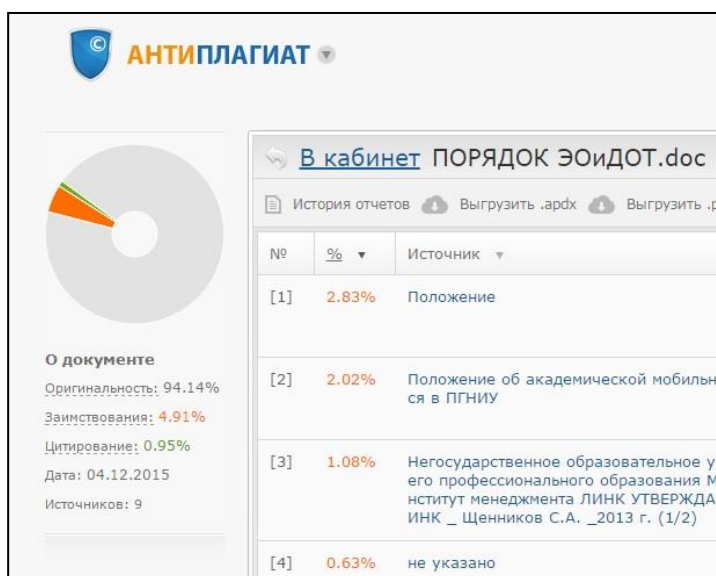 ©
АНТИПЛАГИАТ
В кабинет ПОРЯДОК ЭОиДОТ.doc
История отчетов Выгрузить .apdx Выгрузить .p
№ % Источник
[1] 2.83% Положение
[2] 2.02% Положение об академической мобильн
ся в ПГНИУ
[3] 1.08% Негосударственное образовательное у
его профессионального образования М
нститут менеджмента ЛИНК УТВЕРЖДА
ИНК _ Щенников С.А. _2013 г. (1/2)
[4] 0.63% не указано
О документе
Оригинальность: 94.14%
Заимствования: 4.91%
Цитирование: 0.95%
Дата: 04.12.2015
Источников: 9